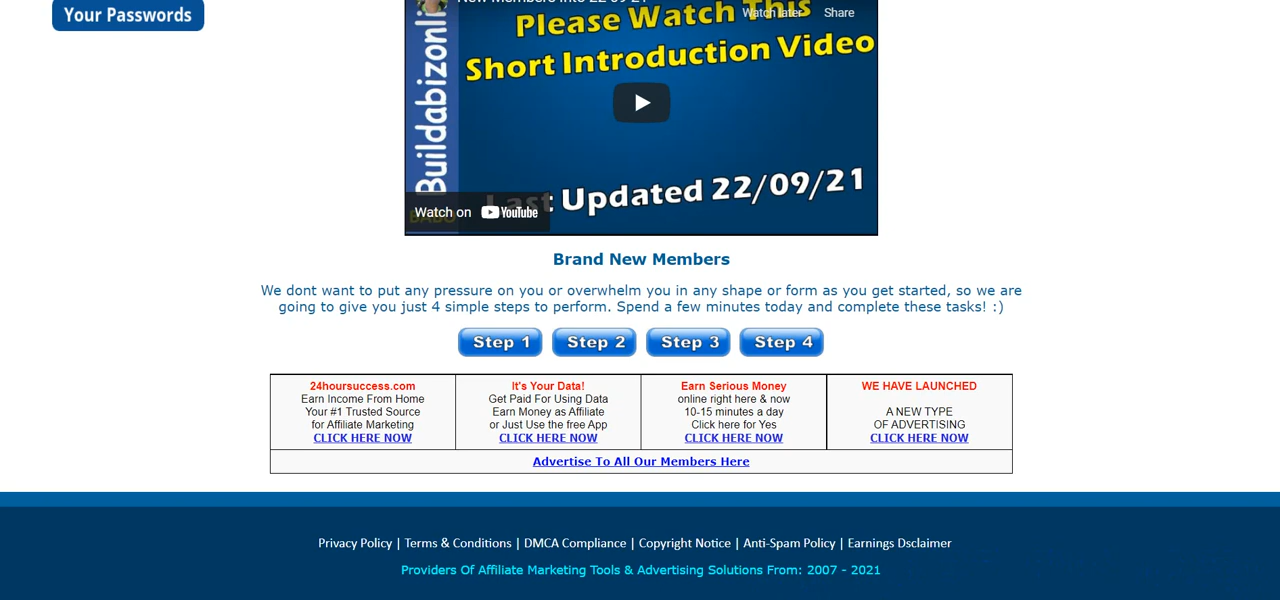 Your Passwords
Watch later
Share
Please Watch This
Short Introduction Video
Buildabizonli
Last Updated 22/09/21
Watch on YouTube
Brand New Members
We dont want to put any pressure on you or overwhelm you in any shape or form as you get started, so we are
going to give you just 4 simple steps to perform. Spend a few minutes today and complete these tasks! :)
Step 1
Step 2
Step 3
Step 4
24hoursuccess.com
Earn Income From Home
Your #1 Trusted Source
for Affiliate Marketing
CLICK HERE NOW
It's Your Data!
Get Paid For Using Data
Earn Money as Affiliate
or Just Use the free App
CLICK HERE NOW
Earn Serious Money
online right here & now
10-15 minutes a day
Click here for Yes
CLICK HERE NOW
WE HAVE LAUNCHED
A NEW TYPE
OF ADVERTISING
CLICK HERE NOW
Advertise To All Our Members Here
Privacy Policy | Terms & Conditions | DMCA Compliance | Copyright Notice | Anti-Spam Policy | Earnings Dsclaimer
Providers Of Affiliate Marketing Tools & Advertising Solutions From: 2007 - 2021